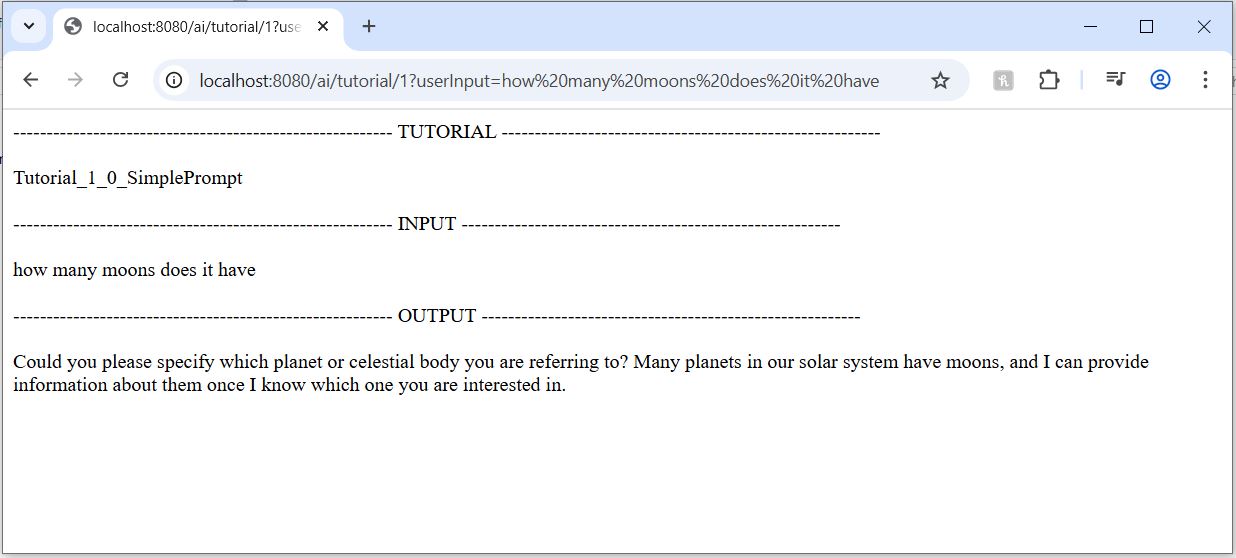 localhost:8080/ai/tutorial/1?use
localhost:8080/ai/tutorial/1?userInput=how%20many%20moons%20does%20it%20have
--------------------------------------------------------- TUTORIAL ---------------------------------------------------------
Tutorial_1_0_SimplePrompt
--------------------------------------------------------- INPUT ---------------------------------------------------------
how many moons does it have
--------------------------------------------------------- OUTPUT ---------------------------------------------------------
Could you please specify which planet or celestial body you are referring to? Many planets in our solar system have moons, and I can provide
information about them once I know which one you are interested in.